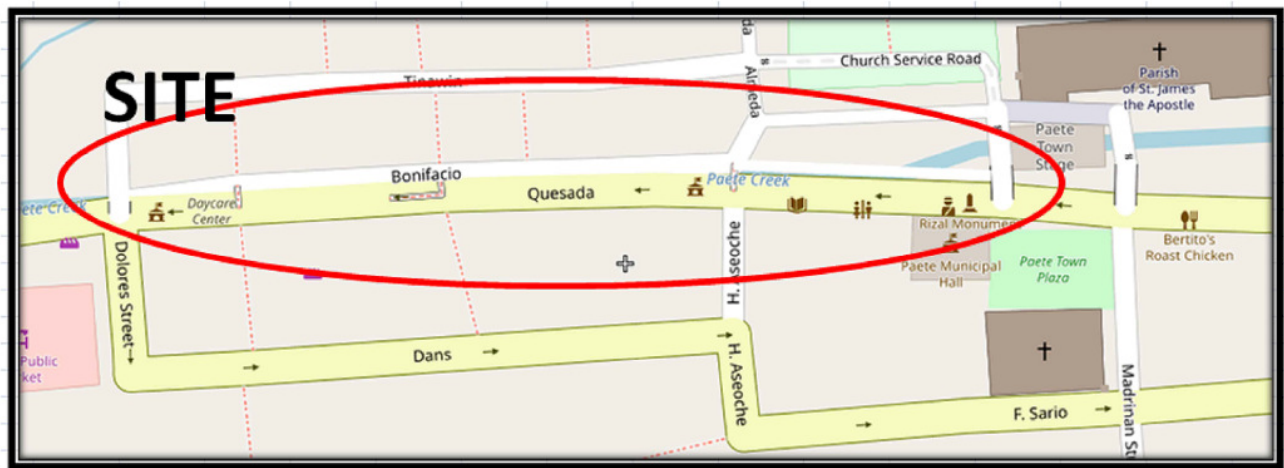 SITE
Tinawin
da
Almeda
Church Service Road
Parish
of St. James
the Apostle
Paete
Town
Stage
Bonifacio
Quesada
Paete Creek
ete Creek
Daycare
Center
Rizal Monument
Bertito's
Roast Chicken
Paete Municipal
Hall
Paete Town
Plaza
Dolores Street
H. Aseoche
Public
ket
Dans
H. Aseoche
F. Sario
Madrinan St